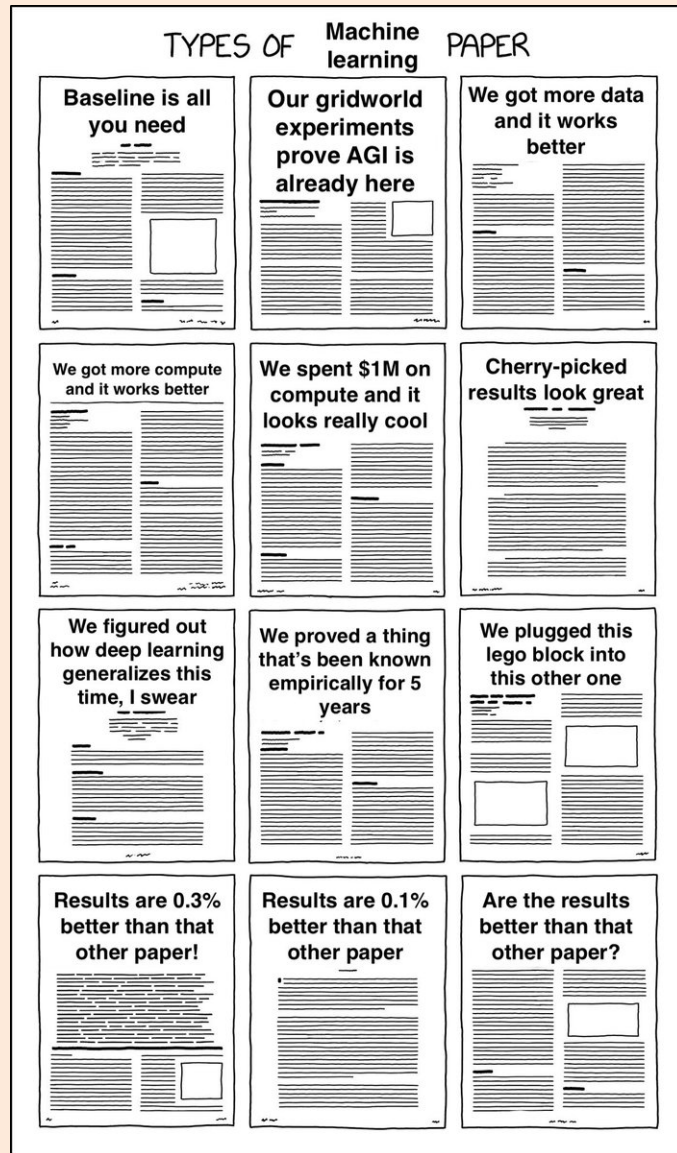 TYPES OF Machine learning PAPER
Baseline is all
you need
Our gridworld
experiments
prove AGI is
already here
We got more data
and it works
better
We got more compute
and it works better
We spent $1M on
compute and it
looks really cool
Cherry-picked
results look great
We figured out
how deep learning
generalizes this
time, I swear
We proved a thing
that's been known
empirically for 5
years
We plugged this
lego block into
this other one
Results are 0.3%
better than that
other paper!
Results are 0.1%
better than that
other paper
Are the results
better than that
other paper?